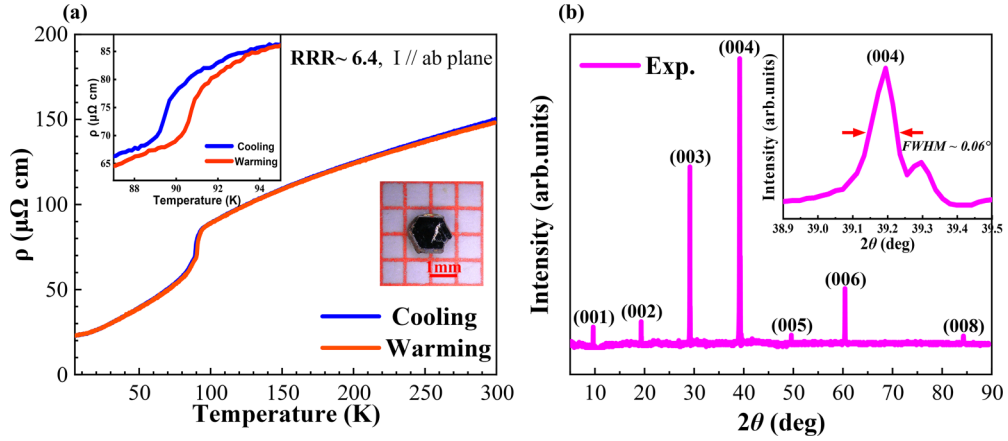 (a)
200
150
100
50
0
ρ (μΩ cm)
50
100
150
200
250
300
Temperature (K)
RRR~ 6.4, I // ab plane
85
80
75
70
65
ρ (μΩ cm)
88
90
92
94
Temperature (K)
Cooling
Warming
1mm
Cooling
Warming
(b)
Intensity (arb.units)
Exp.
(001)
(002)
(003)
(004)
(005)
(006)
(008)
10
20
30
40
50
60
70
80
90
2θ (deg)
(004)
Intensity (arb.units)
FWHM ~ 0.06°
38.9
39.0
39.1
39.2
39.3
39.4
39.5
2θ (deg)